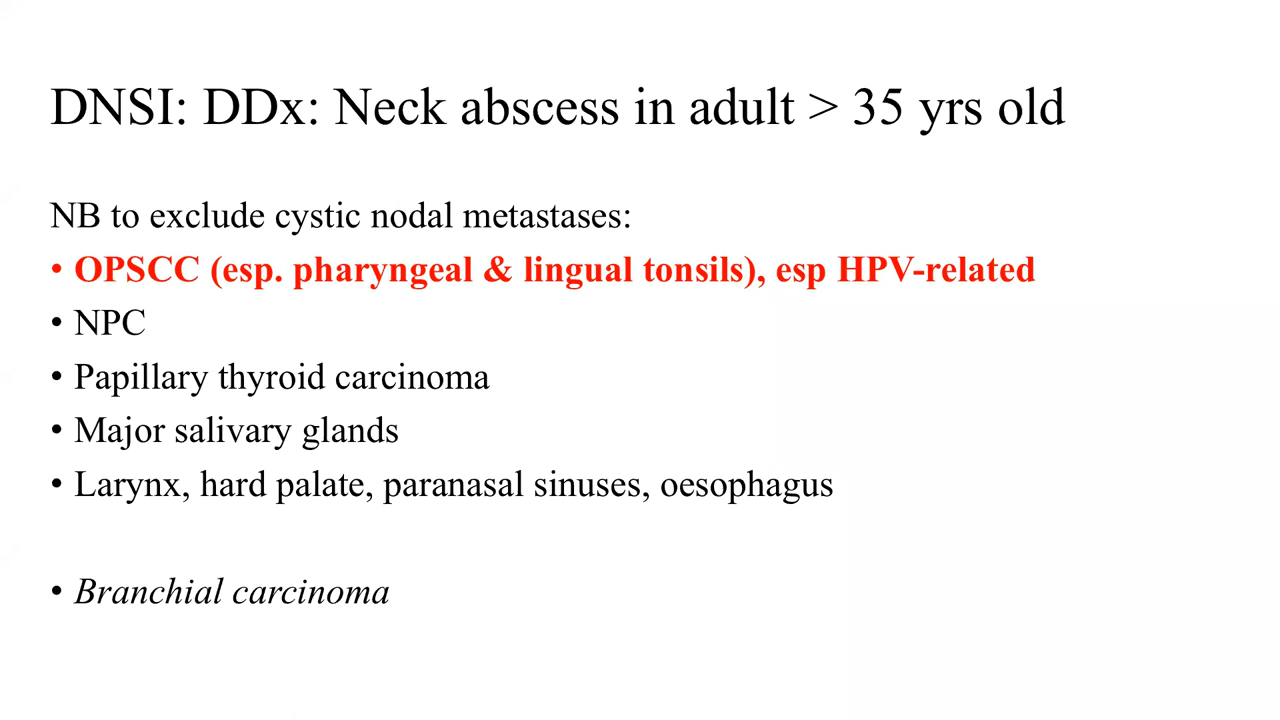 DNSI: DDx: Neck abscess in adult > 35 yrs old
NB to exclude cystic nodal metastases:
• OPSCC (esp. pharyngeal & lingual tonsils), esp HPV-related
• NPC
• Papillary thyroid carcinoma
• Major salivary glands
• Larynx, hard palate, paranasal sinuses, oesophagus
• Branchial carcinoma